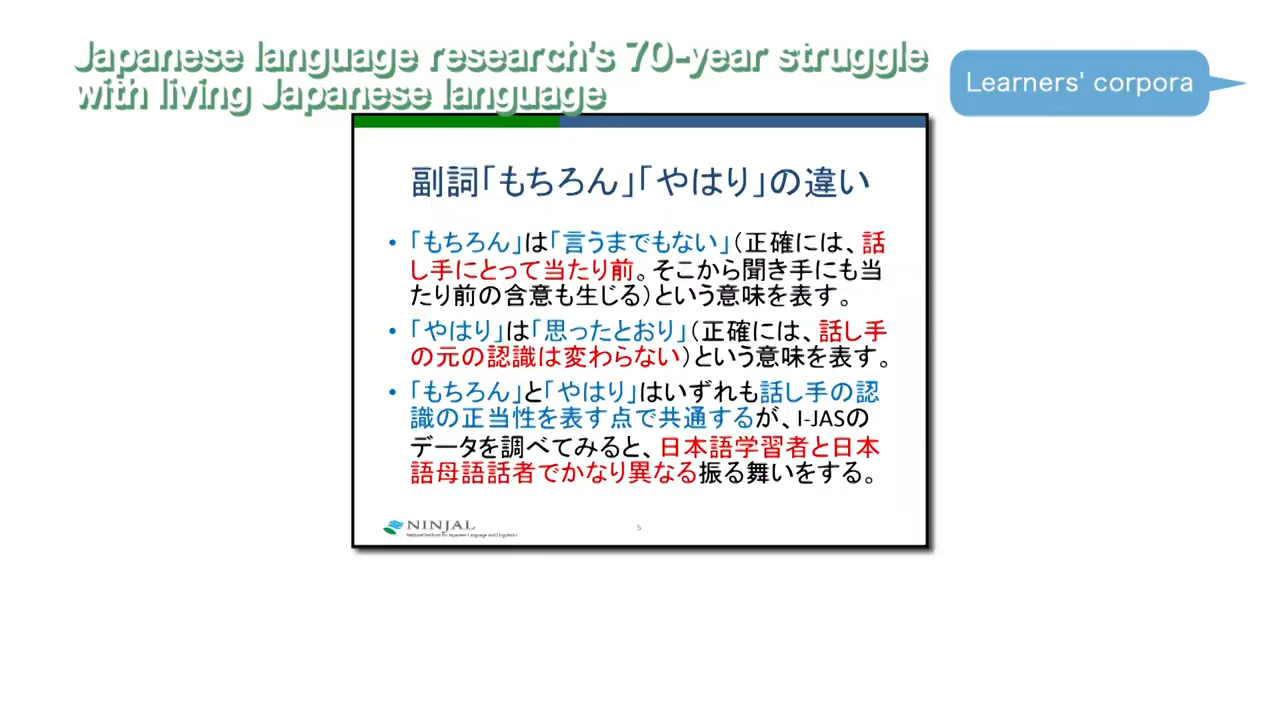 Japanese language research's 70-year struggle
with living Japanese language
Learners' corpora
副詞「もちろん」「やはり」の違い
• 「もちろん」は「言うまでもない」（正確には、話
し手にとって当たり前。そこから聞き手にも当
たり前の含意も生じる）という意味を表す。
• 「やはり」は「思ったとおり」（正確には、話し手
の元の認識は変わらない）という意味を表す。
• 「もちろん」と「やはり」はいずれも話し手の認
識の正当性を表す点で共通するが、I-JASの
データを調べてみると、日本語学習者と日本
語母語話者でかなり異なる振る舞いをする。
NINJAL
National Institute for Japanese Language and Linguistics
5